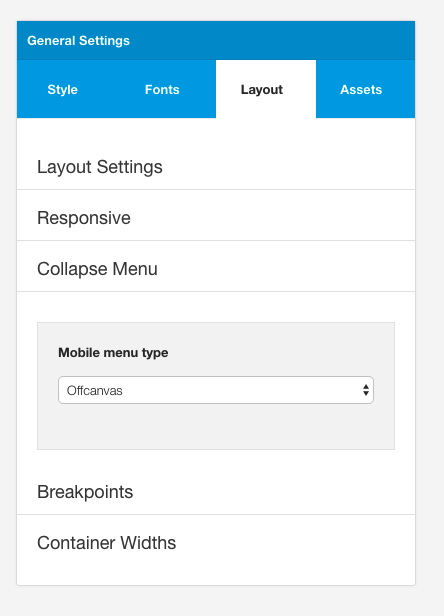 General Settings
Style Fonts Layout Assets
Layout Settings
Responsive
Collapse Menu
Mobile menu type
Offcanvas
Breakpoints
Container Widths